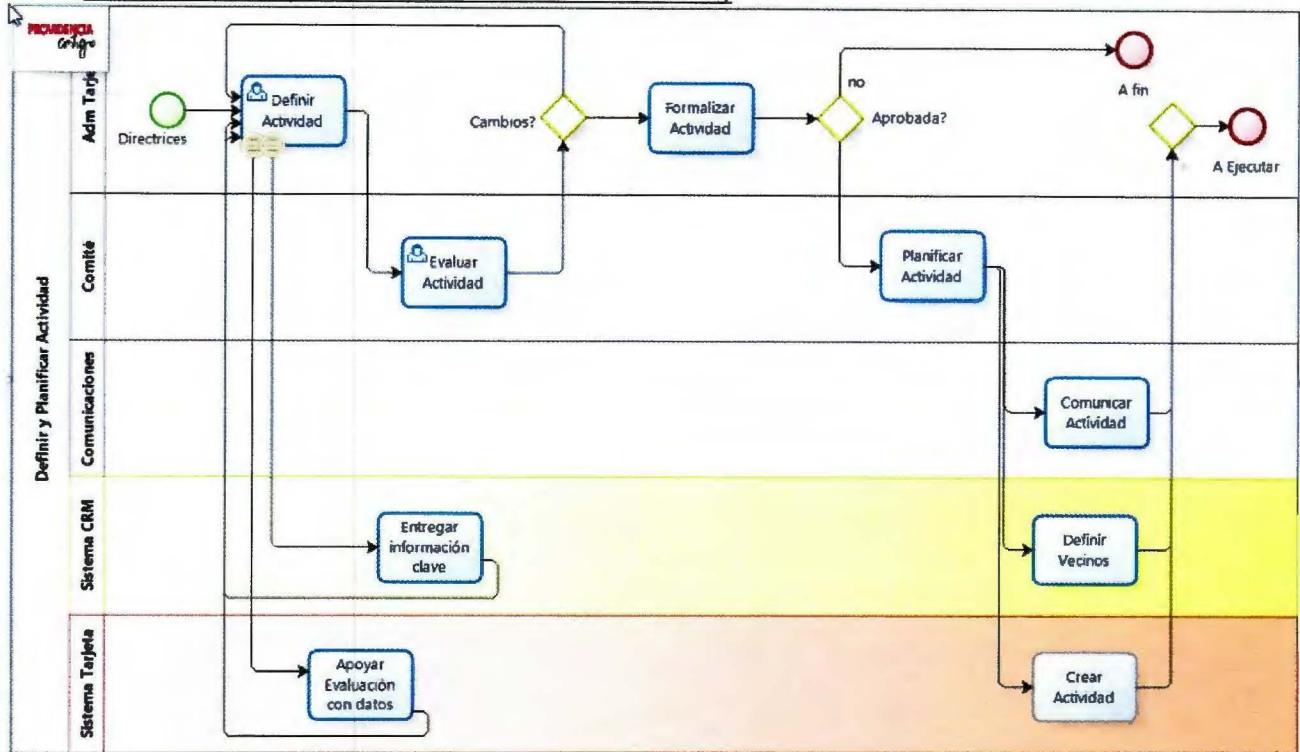 PROVIDENCIA
contigo
Definir y Planificar Actividad
Adm Tarje
Directrices
Definir
Actividad
Cambios?
Formalizar
Actividad
no
Aprobada?
A fin
A Ejecutar
Comité
Evaluar
Actividad
Planificar
Actividad
Comunicaciones
Comunicar
Actividad
Sistema CRM
Entregar
información
clave
Definir
Vecinos
Sistema Tarjeta
Apoyar
Evaluación
con datos
Crear
Actividad